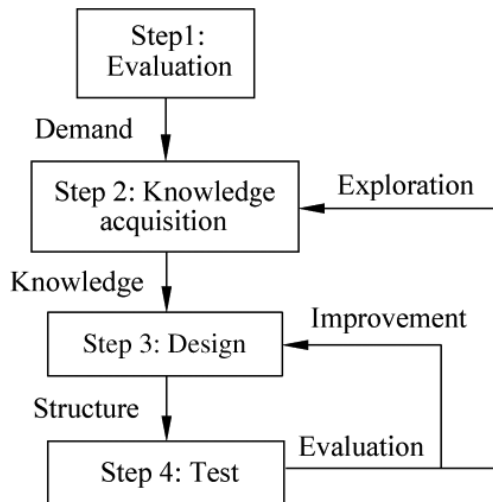 Step1:
Evaluation
Demand
Step 2: Knowledge
acquisition
Exploration
Knowledge
Improvement
Step 3: Design
Structure
Evaluation
Step 4: Test